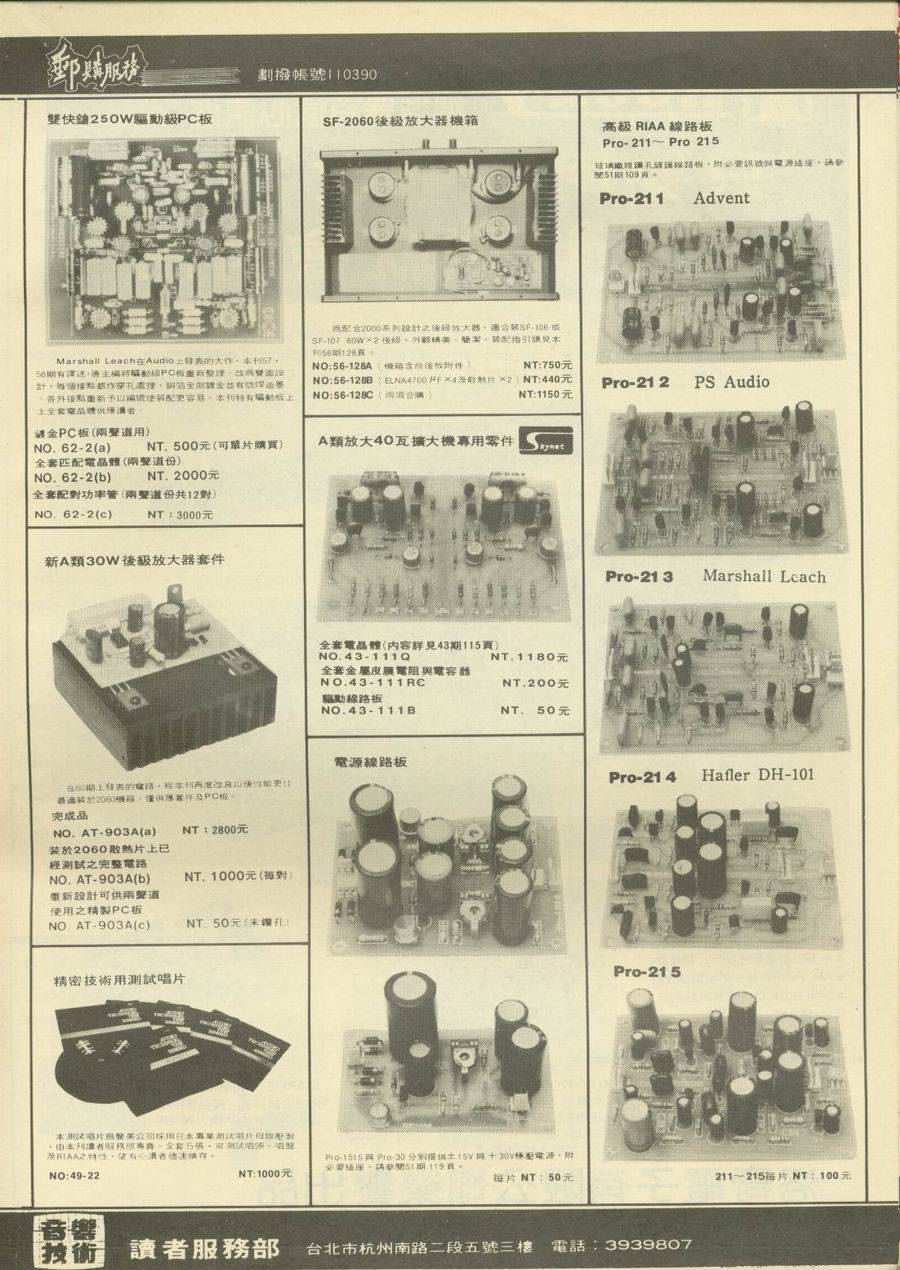 郵購服務
劃撥帳號110390
雙快鎗250W驅動級PC板
Marshall Leach在Audio上發表的大作，本刊57，
58期有譯述，唐主編將驅動級PC板重新整理，改爲雙面設
計，每個接點都作穿孔處理，銅箔全部鍍金並有防焊油墨
。各外接點重新予以編號使裝配更容易。本刊特有驅動板上
上全套電晶體供應讀者。
鍍金PC板(兩聲道用)
NO. 62-2(a) NT. 500元(可單片購買)
全套匹配電晶體(兩聲道份)
NO. 62-2(b) NT. 2000元
全套配對功率管(兩聲道份共12對)
NO. 62-2(c) NT：3000元
新A類30W後級放大器套件
在60期上發表的電路，經本刊再度改良以後性能更佳
最適裝於2060機箱。僅供應套件及PC板。
完成品
NO. AT-903A(a) NT：2800元
裝於2060散熱片上已
經測試之完整電路
NO. AT-903A(b) NT. 1000元(每對)
重新設計可供兩聲道
使用之精製PC板
NO. AT-903A(c) NT. 50元(未鑽孔)
精密技術用測試唱片
AUDIO
TECHNICS
本測試唱片爲聲美公司採用日本專業測試唱片母版壓製
，由本刊讀者服務部專賣。全套5張，可測試唱頭、唱盤
及RIAA之特性，望有心讀者儘速購存。
NO:49-22 NT:1000元
SF-2060後級放大器機箱
爲配合2000系列設計之後級放大器，適合裝SF-106 或
SF-107 60W×2後級，外觀精美、簡潔，裝配指引請見本
刊56期128頁。
NO:56-128A （機箱含前後板附件） NT:750元
NO:56-128B （ELNA4700 μF×4及散熱片×2） NT:440元
NO:56-128C （兩項合購） NT:1150元
A類放大40瓦擴大機專用零件
Skynet
全套電晶體(內容詳見43期115頁)
NO.43-111Q NT.1180元
全套金屬皮膜電阻與電容器
NO.43-111RC NT.200元
驅動線路板
NO.43-111B NT. 50元
電源線路板
Pro-1515與 Pro-30分別提供±15V與＋30V穩壓電源，附
必要插座，請參閱51期119頁。
每片 NT：50元
高級 RIAA 線路板
Pro-211～ Pro 215
玻璃纖維鑽孔鍍錫線路板，附必要訊號與電源插座，請參
閱51期109頁。
Pro-211 Advent
Pro-212 PS Audio
Pro-213 Marshall Leach
Pro-214 Hafler DH-101
Pro-215
211～215每片 NT：100元
音響
技術
讀者服務部
台北市杭州南路二段五號三樓 電話：3939807